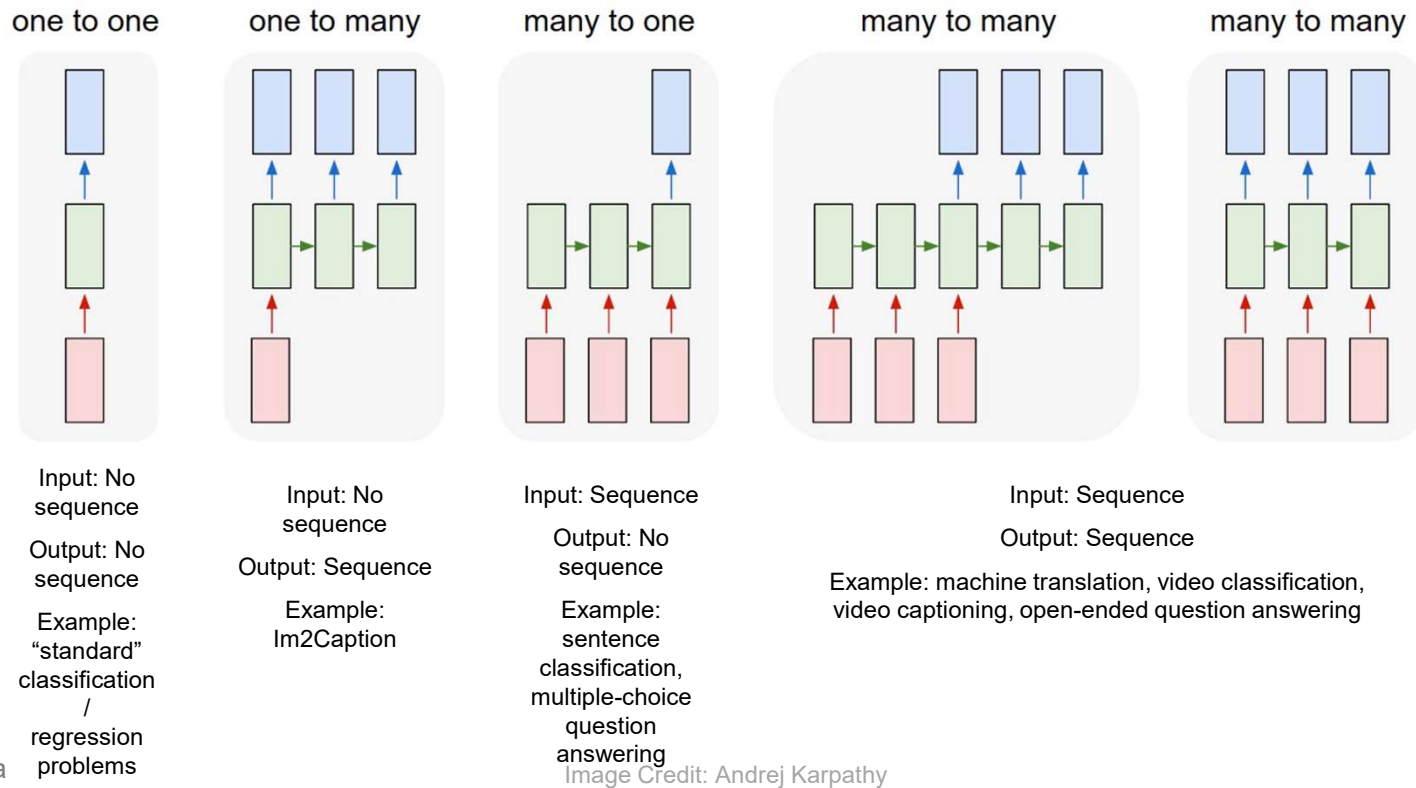 one to one
one to many
many to one
many to many
many to many
Input: No
sequence
Output: No
sequence
Example:
“standard”
classification
/
regression
problems
Input: No
sequence
Output: Sequence
Example:
Im2Caption
Input: Sequence
Output: No
sequence
Example:
sentence
classification,
multiple-choice
question
answering
Input: Sequence
Output: Sequence
Example: machine translation, video classification,
video captioning, open-ended question answering
a
Image Credit: Andrej Karpathy